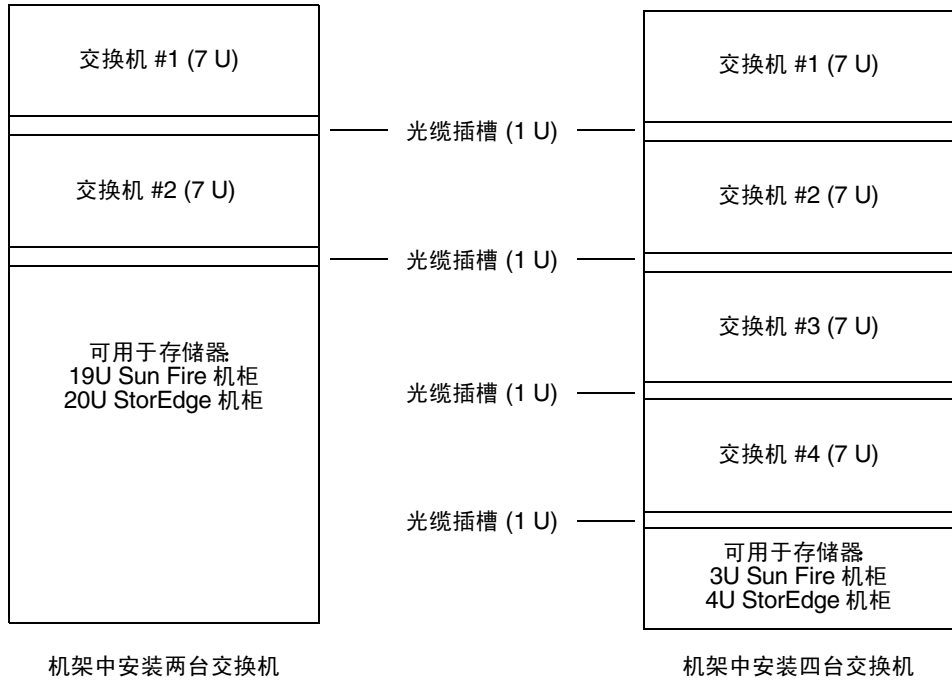 交换机 #1 (7 U)
交换机 #2 (7 U)
可用于存储器:
19U Sun Fire 机柜
20U StorEdge 机柜
机架中安装两台交换机
光缆插槽 (1 U)
光缆插槽 (1 U)
光缆插槽 (1 U)
光缆插槽 (1 U)
交换机 #1 (7 U)
交换机 #2 (7 U)
交换机 #3 (7 U)
交换机 #4 (7 U)
可用于存储器:
3U Sun Fire 机柜
4U StorEdge 机柜
机架中安装四台交换机